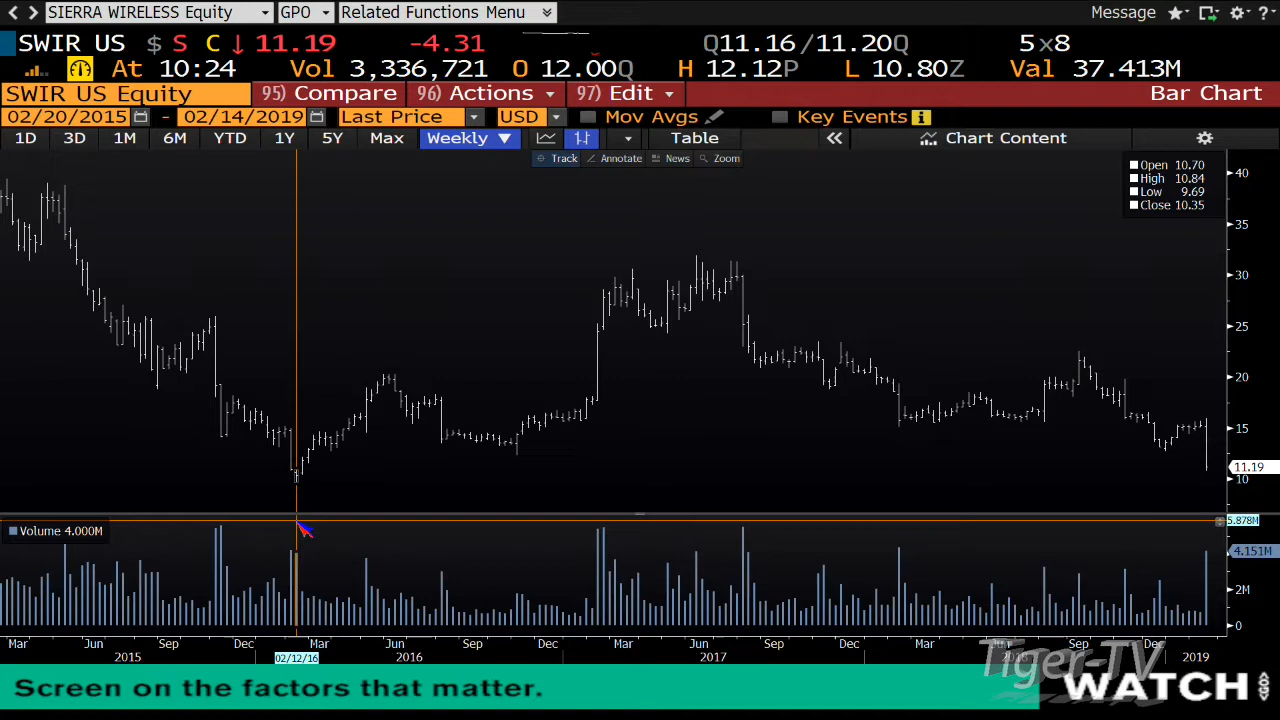 SIERRA WIRELESS Equity GPO Related Functions Menu Message ?
SWIR US $ S C ↓ 11.19 -4.31 Q11.16/11.20Q 5x8
At 10:24 Vol 3,336,721 O 12.00Q H 12.12P L 10.80Z Val 37.413M
SWIR US Equity 95) Compare 96) Actions 97) Edit Bar Chart
02/20/2015 - 02/14/2019 Last Price USD Mov Avgs Key Events i
1D 3D 1M 6M YTD 1Y 5Y Max Weekly ▼ Table « Chart Content
Track Annotate News Zoom
Open 10.70
High 10.84
Low 9.69
Close 10.35
40
35
30
25
20
15
11.19
10
Volume 4.000M
5.878M
4.151M
2M
0
Mar Jun Sep Dec Mar Jun Sep Dec Mar Jun Sep Dec Mar Jun Sep Dec
2015 02/12/16 2016 2017 2018 2019
Tiger-TV
Screen on the factors that matter. WATCH